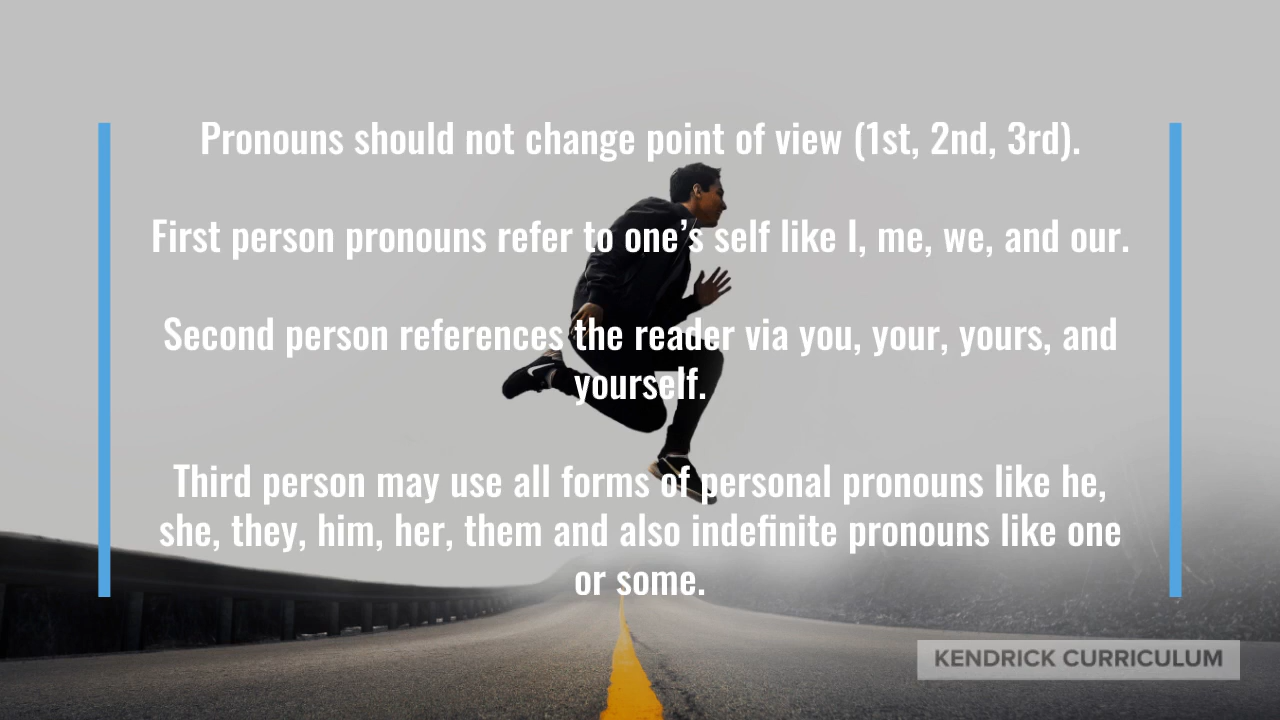 Pronouns should not change point of view (1st, 2nd, 3rd).
First person pronouns refer to one’s self like I, me, we, and our.
Second person references the reader via you, your, yours, and
yourself.
Third person may use all forms of personal pronouns like he,
she, they, him, her, them and also indefinite pronouns like one
or some.
KENDRICK CURRICULUM